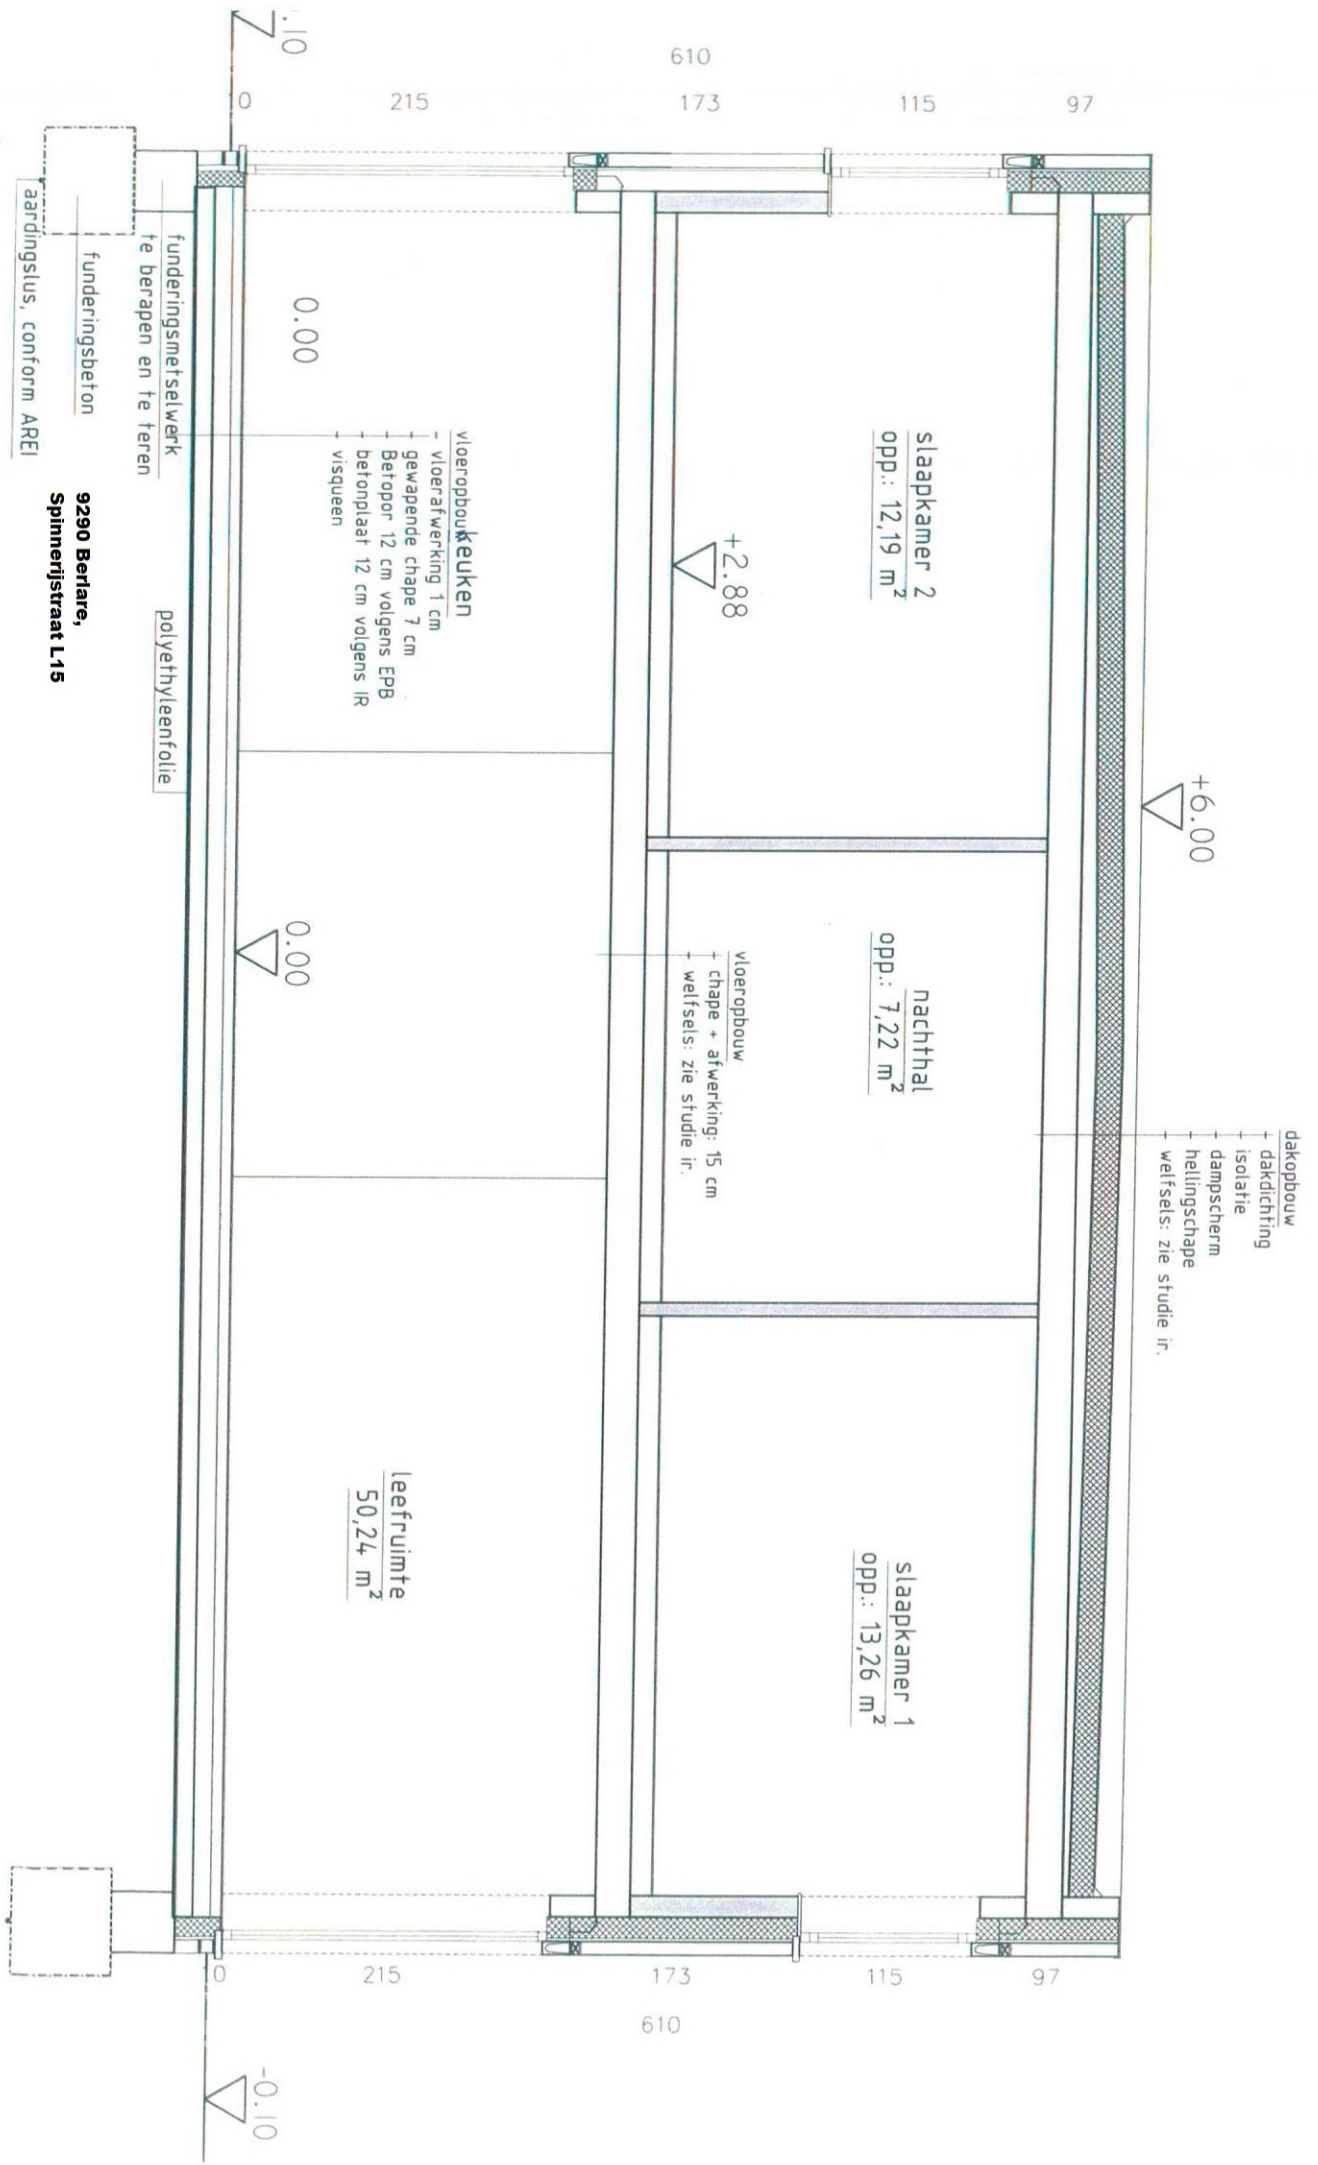 610
0
215
173
115
97
dakopbouw
dakdichting
isolatie
dampscherm
hellingschape
welfsels: zie studie ir.
+6.00
slaapkamer 2
opp.: 12,19 m²
nachthal
opp.: 7,22 m²
slaapkamer 1
opp.: 13,26 m²
+2.88
vloeropbouw
chape + afwerking: 15 cm
welfsels: zie studie ir.
keuken
vloeropbouw
- vloerafwerking 1 cm
gewapende chape 7 cm
Betopor 12 cm volgens EPB
betonplaat 12 cm volgens IR
visqueen
leefruimte
50,24 m²
0.00
0.00
.10
-0.10
funderingsmetselwerk
te berapen en te teren
polyethyleenfolie
funderingsbeton
aardingslus, conform AREI
9290 Berlare,
Spinnerijstraat L15
0
215
173
115
97
610